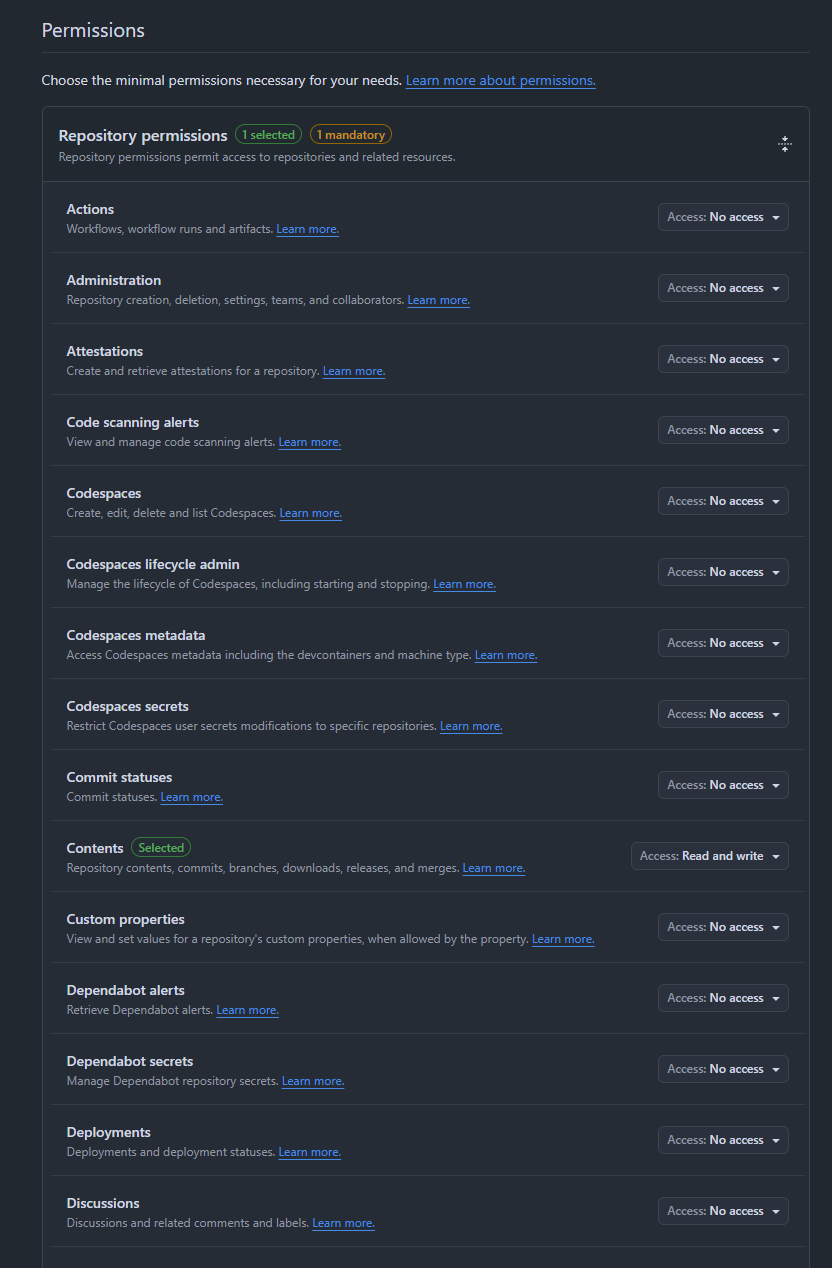 Permissions
Choose the minimal permissions necessary for your needs. Learn more about permissions.
Repository permissions 1 selected 1 mandatory
Repository permissions permit access to repositories and related resources.
Actions
Workflows, workflow runs and artifacts. Learn more.
Access: No access
Administration
Repository creation, deletion, settings, teams, and collaborators. Learn more.
Access: No access
Attestations
Create and retrieve attestations for a repository. Learn more.
Access: No access
Code scanning alerts
View and manage code scanning alerts. Learn more.
Access: No access
Codespaces
Create, edit, delete and list Codespaces. Learn more.
Access: No access
Codespaces lifecycle admin
Manage the lifecycle of Codespaces, including starting and stopping. Learn more.
Access: No access
Codespaces metadata
Access Codespaces metadata including the devcontainers and machine type. Learn more.
Access: No access
Codespaces secrets
Restrict Codespaces user secrets modifications to specific repositories. Learn more.
Access: No access
Commit statuses
Commit statuses. Learn more.
Access: No access
Contents Selected
Repository contents, commits, branches, downloads, releases, and merges. Learn more.
Access: Read and write
Custom properties
View and set values for a repository's custom properties, when allowed by the property. Learn more.
Access: No access
Dependabot alerts
Retrieve Dependabot alerts. Learn more.
Access: No access
Dependabot secrets
Manage Dependabot repository secrets. Learn more.
Access: No access
Deployments
Deployments and deployment statuses. Learn more.
Access: No access
Discussions
Discussions and related comments and labels. Learn more.
Access: No access